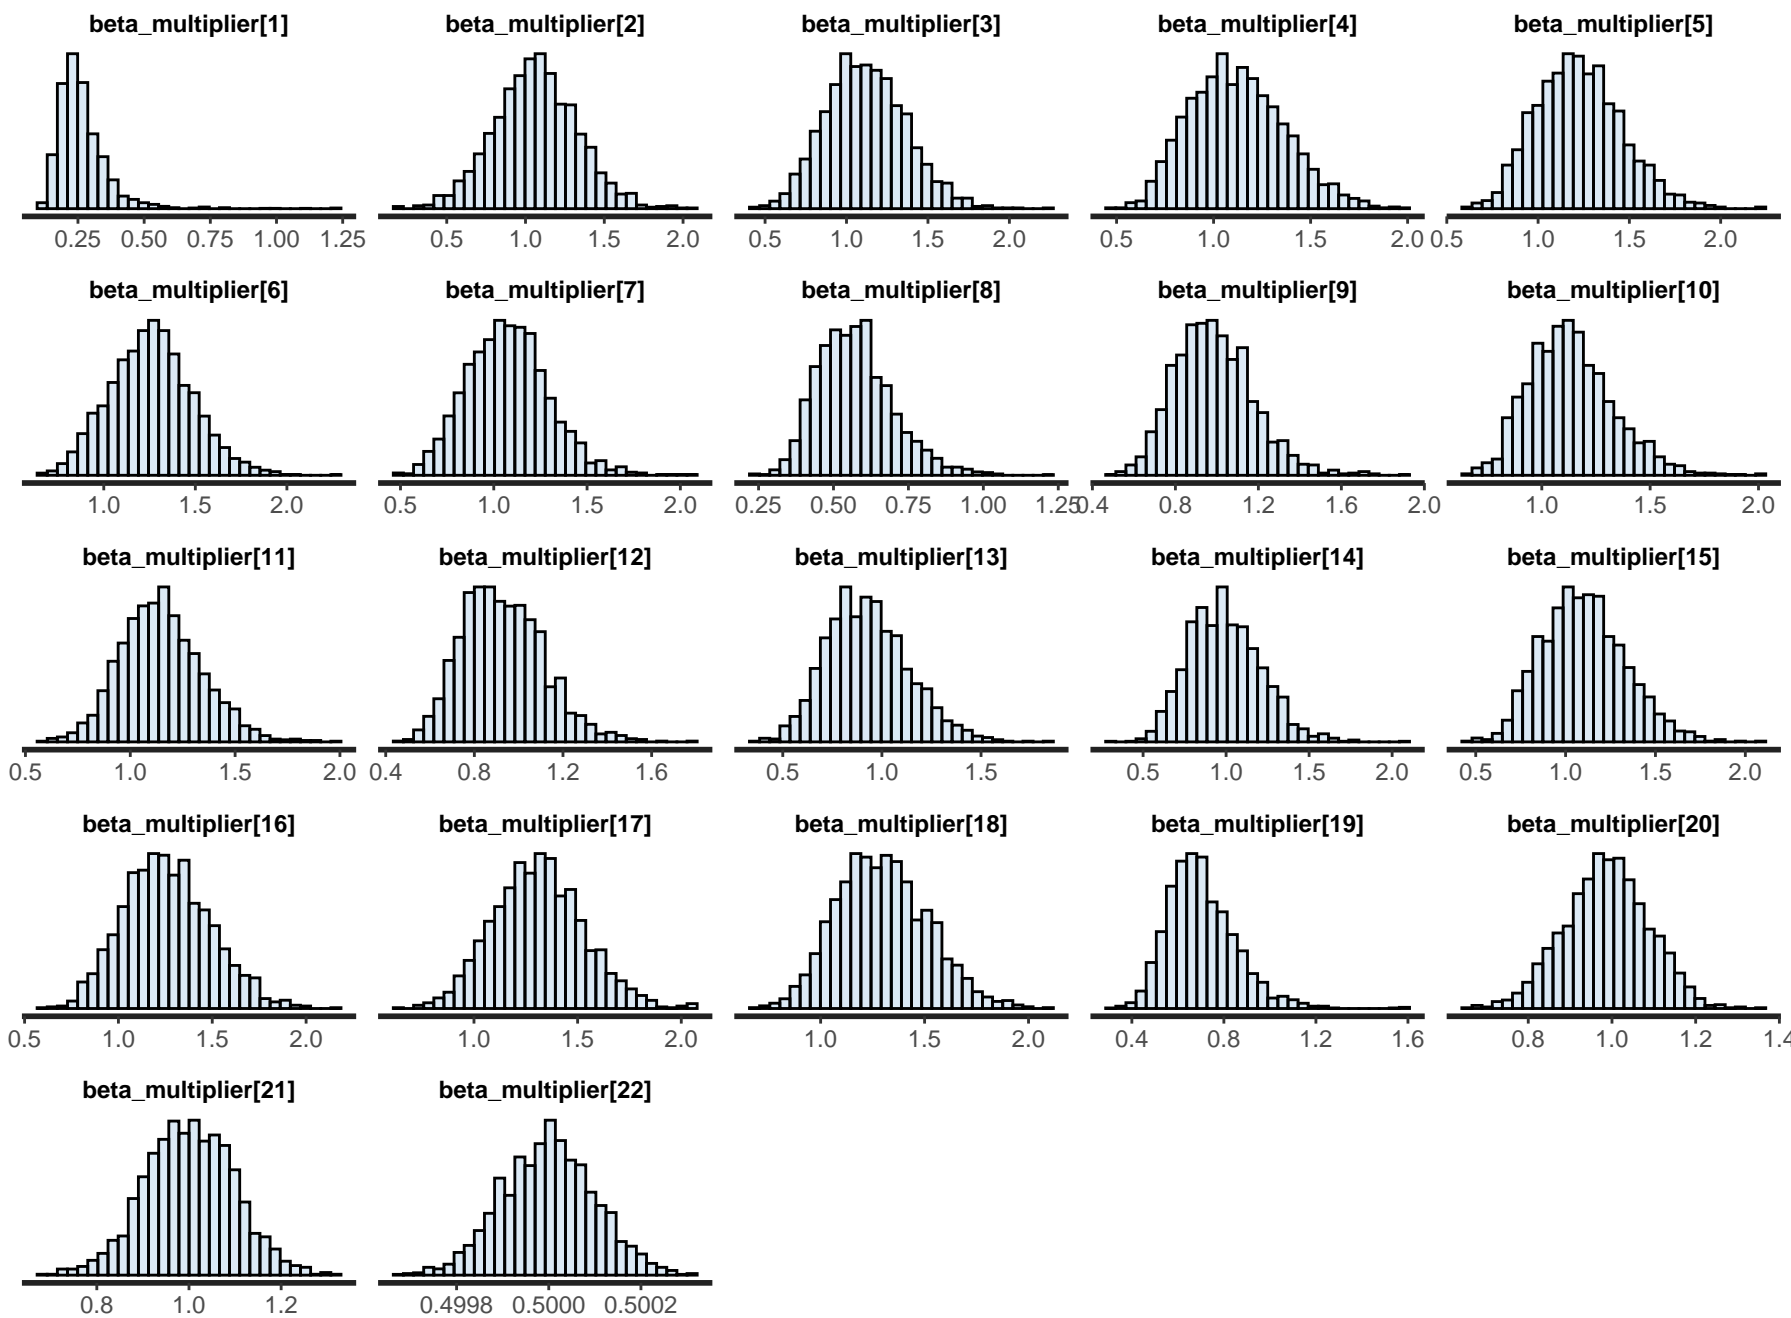 beta_multiplier[1] beta_multiplier[2] beta_multiplier[3] beta_multiplier[4] beta_multiplier[5]
0.25 0.50 0.75 1.00 1.25 0.5 1.0 1.5 2.0 0.5 1.0 1.5 2.0 0.5 1.0 1.5 2.0 0.5 1.0 1.5 2.0
beta_multiplier[6] beta_multiplier[7] beta_multiplier[8] beta_multiplier[9] beta_multiplier[10]
1.0 1.5 2.0 0.5 1.0 1.5 2.0 0.25 0.50 0.75 1.00 1.25 0.4 0.8 1.2 1.6 2.0 1.0 1.5 2.0
beta_multiplier[11] beta_multiplier[12] beta_multiplier[13] beta_multiplier[14] beta_multiplier[15]
0.5 1.0 1.5 2.0 0.4 0.8 1.2 1.6 0.5 1.0 1.5 0.5 1.0 1.5 2.0 0.5 1.0 1.5 2.0
beta_multiplier[16] beta_multiplier[17] beta_multiplier[18] beta_multiplier[19] beta_multiplier[20]
0.5 1.0 1.5 2.0 1.0 1.5 2.0 1.0 1.5 2.0 0.4 0.8 1.2 1.6 0.8 1.0 1.2 1.4
beta_multiplier[21] beta_multiplier[22]
0.8 1.0 1.2 0.4998 0.5000 0.5002